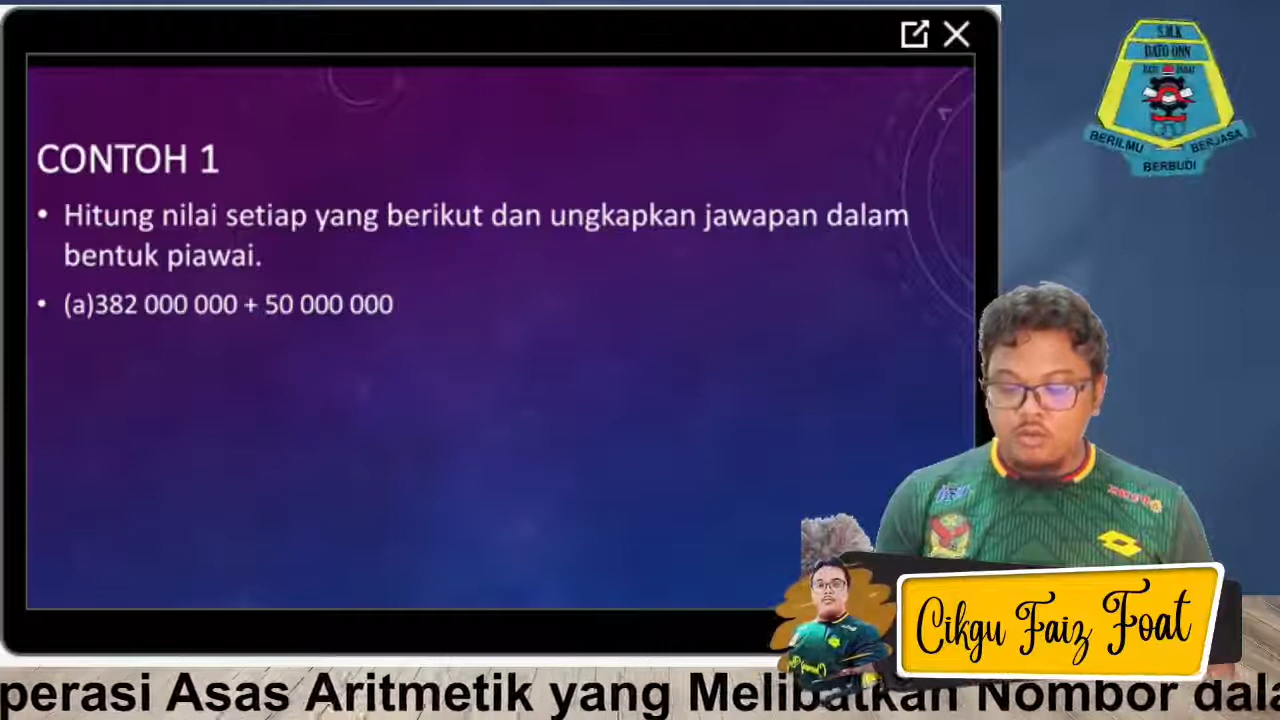 CONTOH 1
• Hitung nilai setiap yang berikut dan ungkapkan jawapan dalam
bentuk piawai.
• (a)382 000 000 + 50 000 000
S.M.K
DATO ONN
BERILMU
BERBUDI
BERJASA
Cikgu Faiz Foat
perasi Asas Aritmetik yang Melibatkan Nombor dala